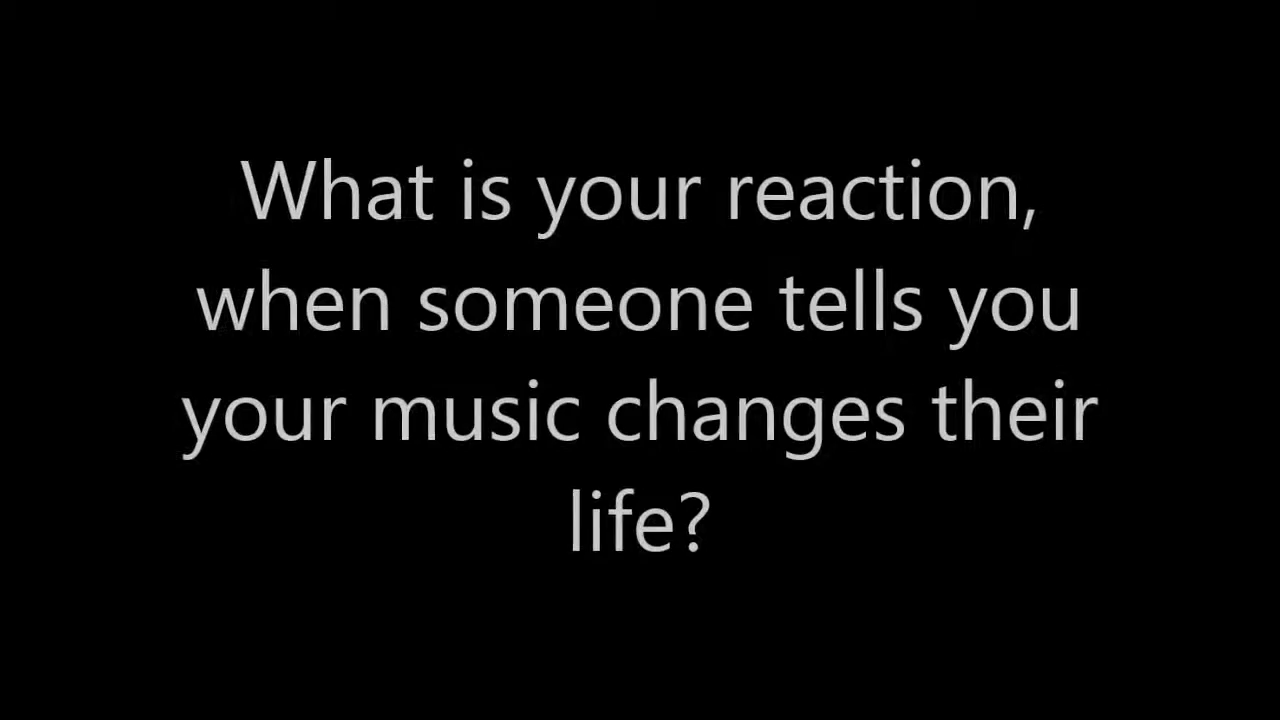 What is your reaction,
when someone tells you
your music changes their
life?